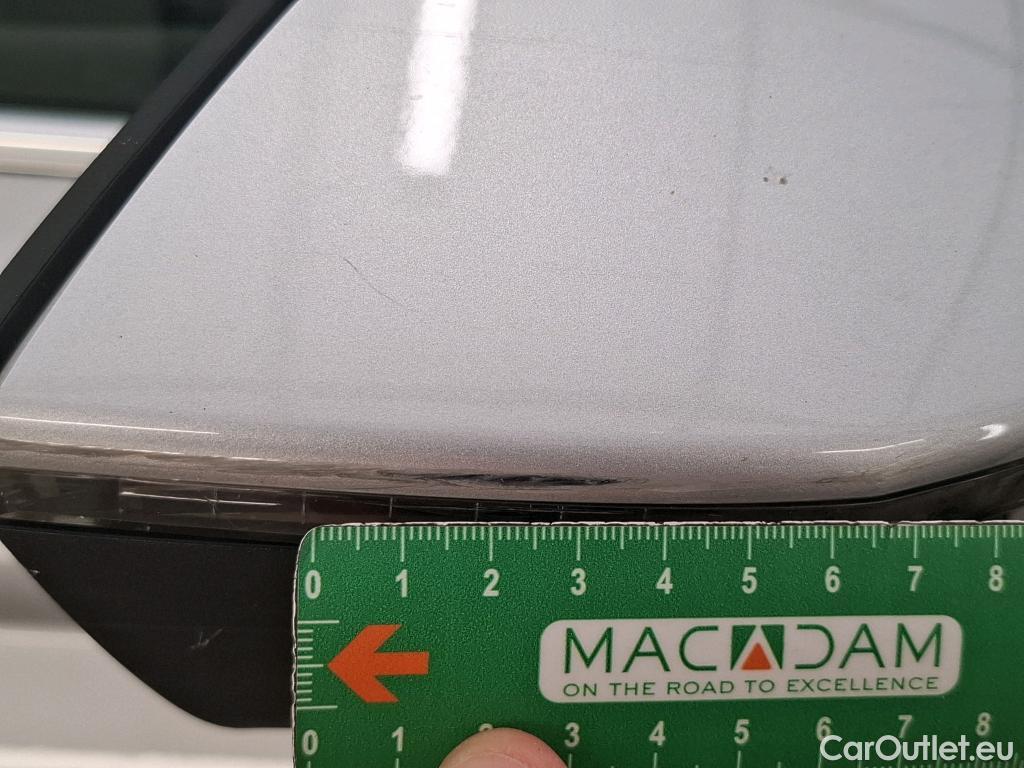 0 1 2 3 4 5 6 7 8
MACADAM
ON THE ROAD TO EXCELLENCE
0 1 2 3 4 5 6 7 8
CarOutlet.eu